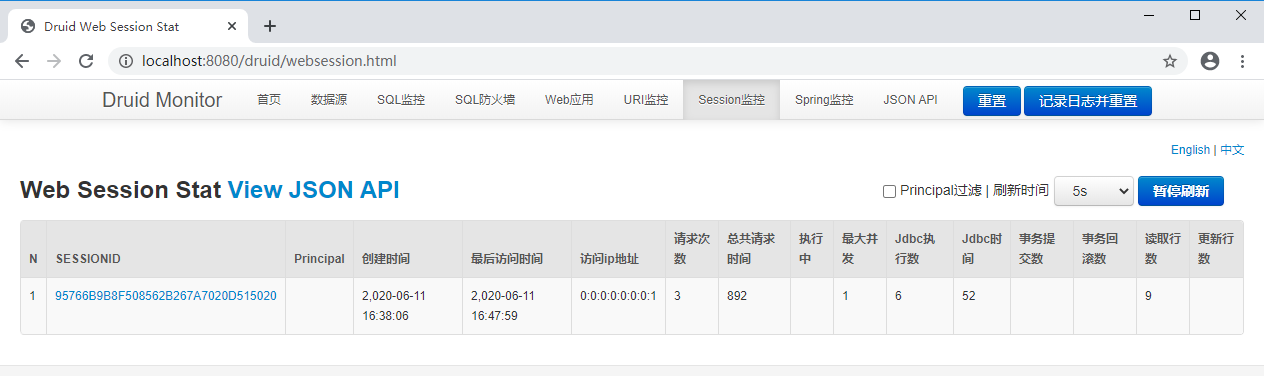 Druid Web Session Stat
localhost:8080/druid/websession.html
Druid Monitor 首页 数据源 SQL监控 SQL防火墙 Web应用 URI监控 Session监控 Spring监控 JSON API 重置 记录日志并重置
English | 中文
Web Session Stat View JSON API Principal过滤 | 刷新时间 5s 暂停刷新
N SESSIONID Principal 创建时间 最后访问时间 访问ip地址 请求次数 总共请求时间 执行中 最大并发 Jdbc执行数 Jdbc时间 事务提交数 事务回滚数 读取行数 更新行数
1 95766B9B8F508562B267A7020D515020 2,020-06-11 16:38:06 2,020-06-11 16:47:59 0:0:0:0:0:0:0:1 3 892 1 6 52 9